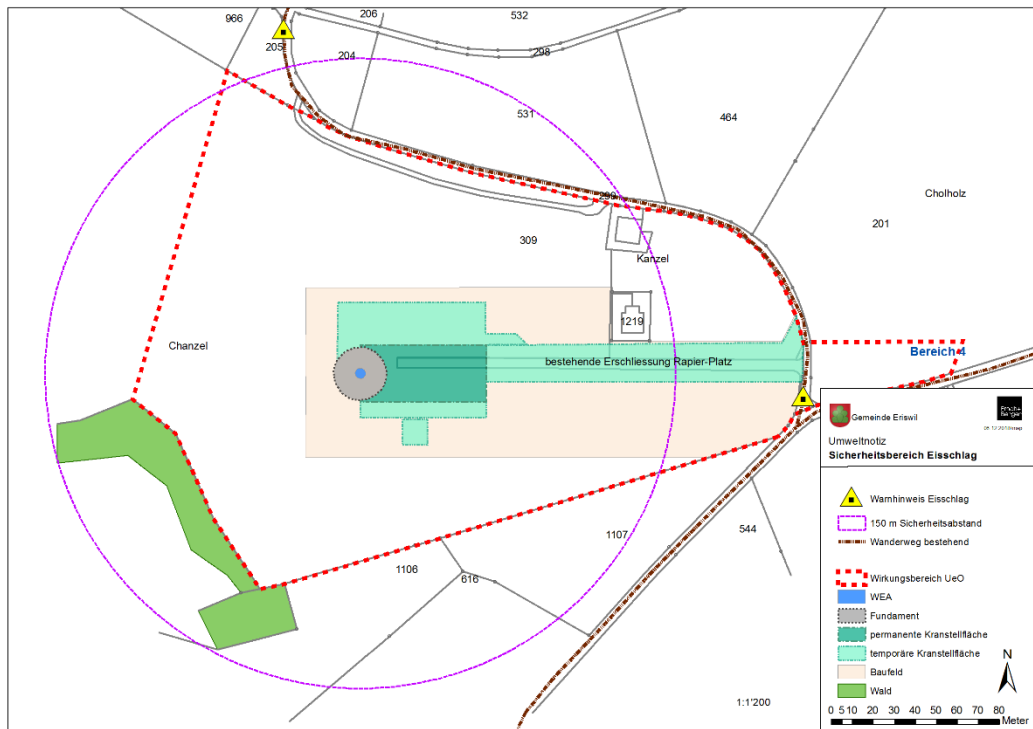 966
206
532
205
204
298
531
464
Cholholz
201
299
309
Kanzel
1219
Chanzel
bestehende Erschliessung Rapier-Platz
Bereich 4
1107
544
1106
616
1:1'200
Gemeinde Eriswil
Umweltnotiz
Sicherheitsbereich Eisschlag
Warnhinweis Eisschlag
150 m Sicherheitsabstand
Wanderweg bestehend
Wirkungsbereich UeO
WEA
Fundament
permanente Kranstellfläche
temporäre Kranstellfläche
Baufeld
Wald
N
0 5 10 20 30 40 50 60 70 80
Meter